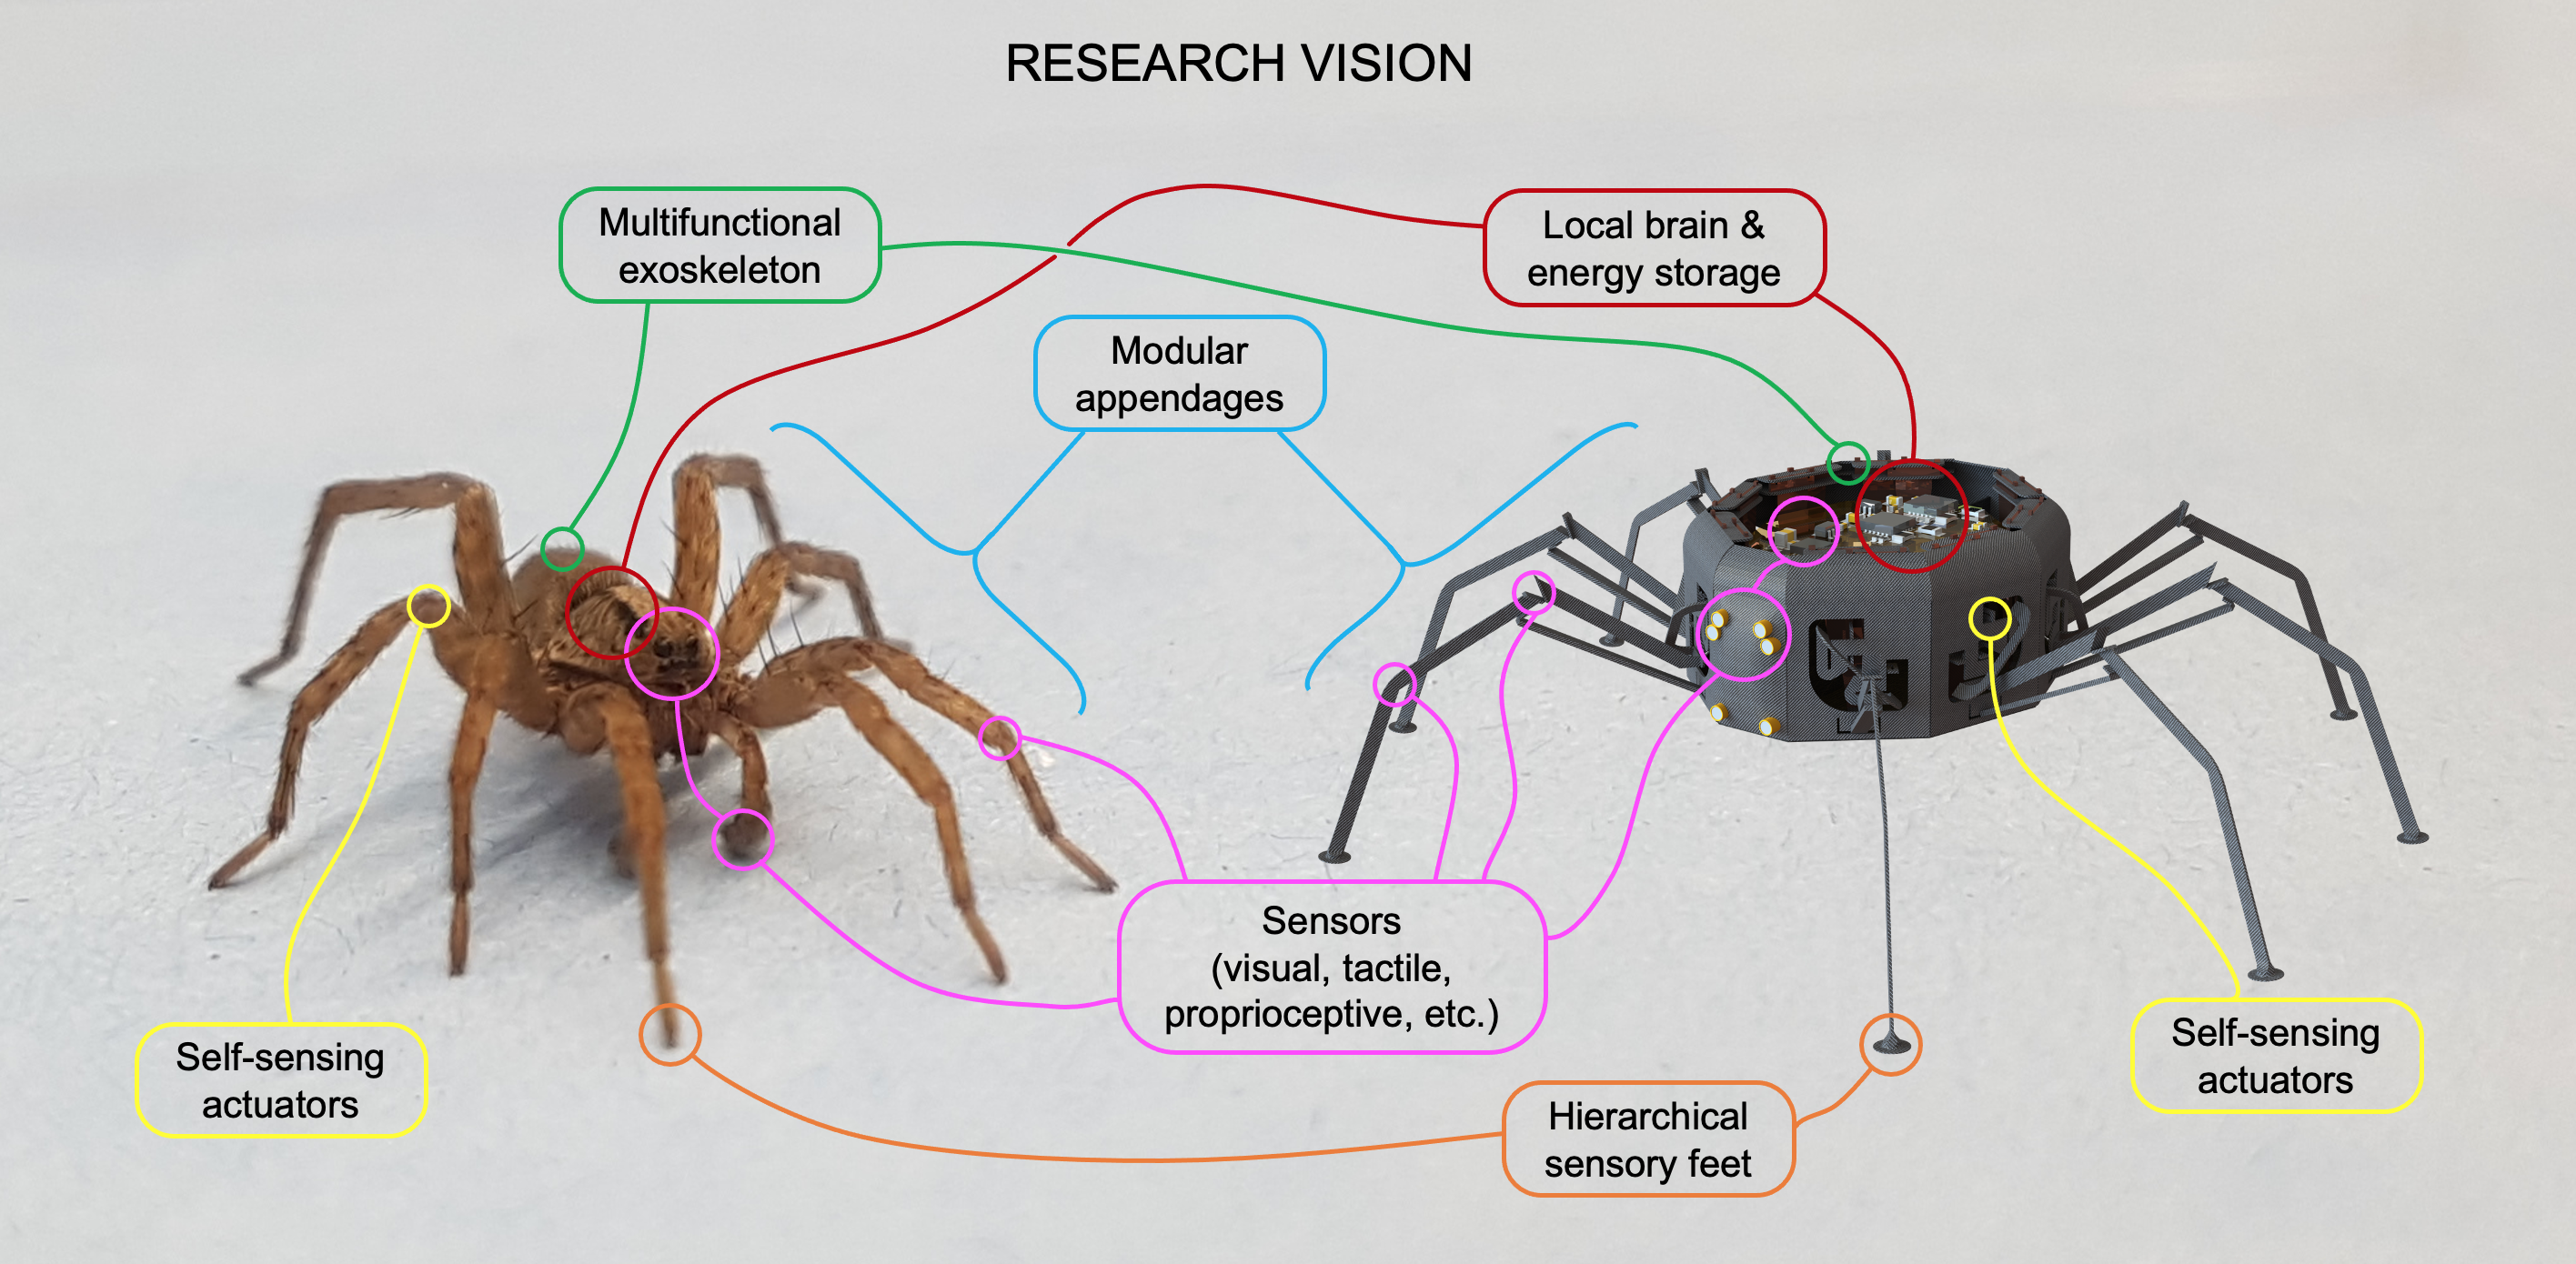 RESEARCH VISION
Multifunctional
exoskeleton
Local brain &
energy storage
Modular
appendages
Sensors
(visual, tactile,
proprioceptive, etc.)
Self-sensing
actuators
Self-sensing
actuators
Hierarchical
sensory feet